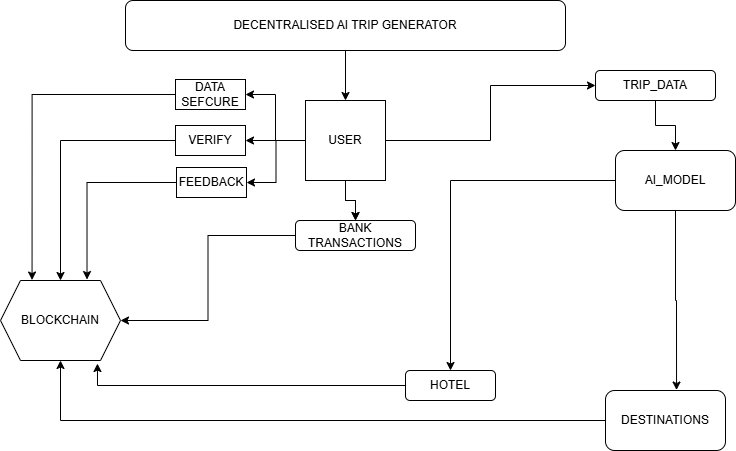 DECENTRALISED AI TRIP GENERATOR
DATA
SEFCURE
TRIP_DATA
VERIFY
USER
FEEDBACK
AI_MODEL
BANK
TRANSACTIONS
BLOCKCHAIN
HOTEL
DESTINATIONS